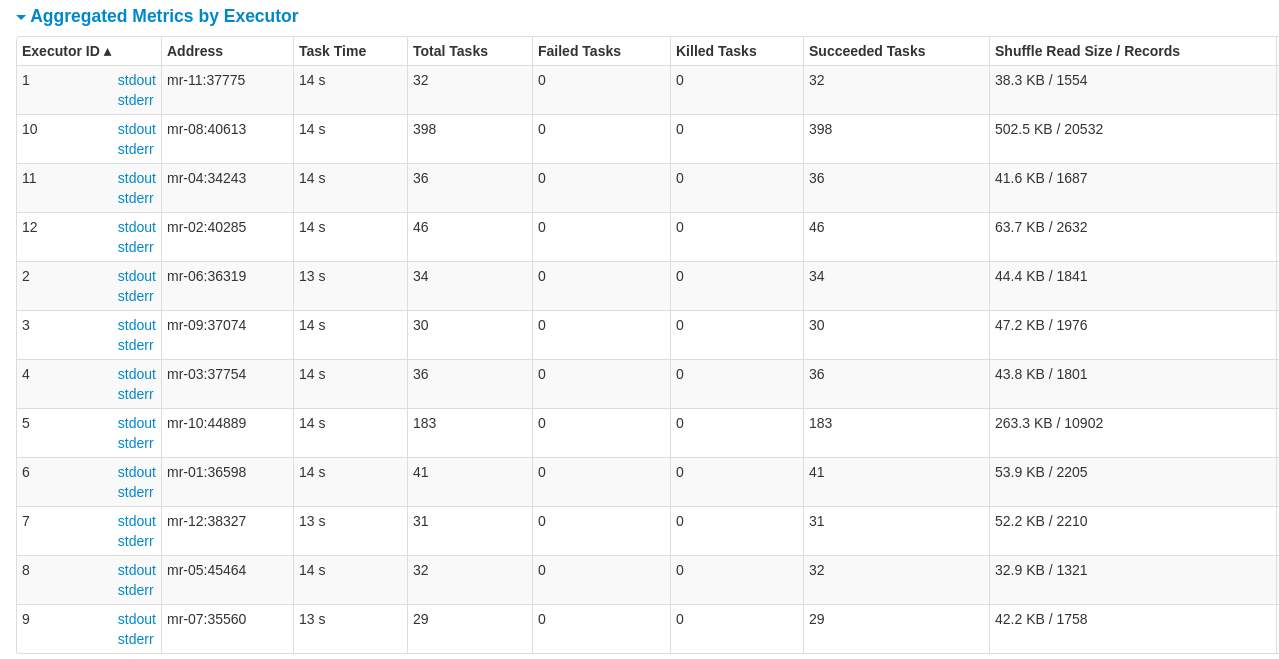 Aggregated Metrics by Executor
Executor ID ▴ Address Task Time Total Tasks Failed Tasks Killed Tasks Succeeded Tasks Shuffle Read Size / Records
1 stdout mr-11:37775 14 s 32 0 0 32 38.3 KB / 1554
stderr
10 stdout mr-08:40613 14 s 398 0 0 398 502.5 KB / 20532
stderr
11 stdout mr-04:34243 14 s 36 0 0 36 41.6 KB / 1687
stderr
12 stdout mr-02:40285 14 s 46 0 0 46 63.7 KB / 2632
stderr
2 stdout mr-06:36319 13 s 34 0 0 34 44.4 KB / 1841
stderr
3 stdout mr-09:37074 14 s 30 0 0 30 47.2 KB / 1976
stderr
4 stdout mr-03:37754 14 s 36 0 0 36 43.8 KB / 1801
stderr
5 stdout mr-10:44889 14 s 183 0 0 183 263.3 KB / 10902
stderr
6 stdout mr-01:36598 14 s 41 0 0 41 53.9 KB / 2205
stderr
7 stdout mr-12:38327 13 s 31 0 0 31 52.2 KB / 2210
stderr
8 stdout mr-05:45464 14 s 32 0 0 32 32.9 KB / 1321
stderr
9 stdout mr-07:35560 13 s 29 0 0 29 42.2 KB / 1758
stderr